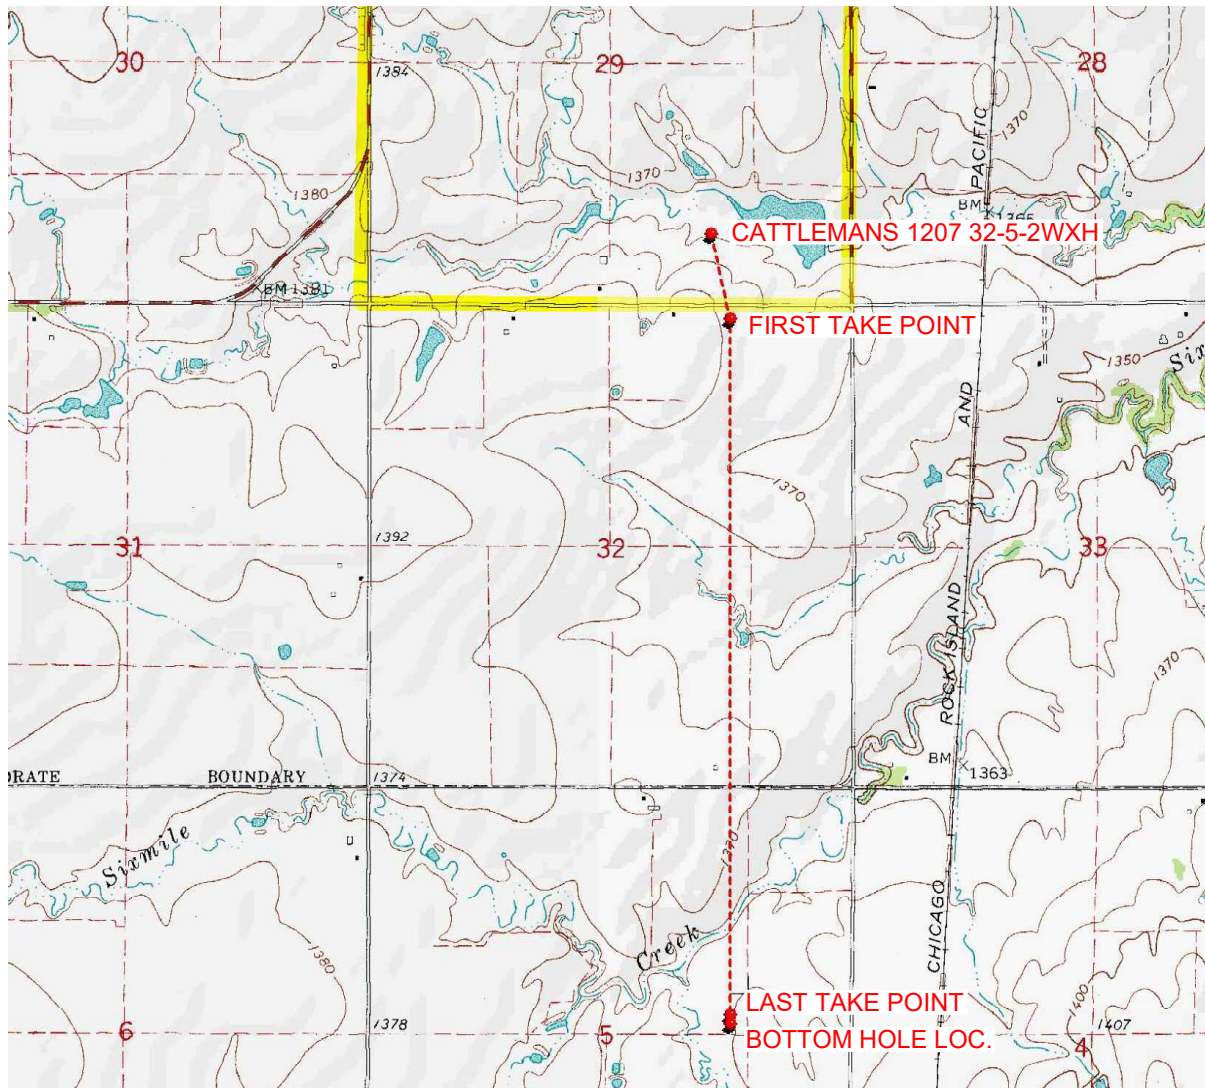 30
29
28
1384
1370
PACIFIC
1380
1370
BM
1365
CATTLEMANS 1207 32-5-2WXH
BM 1381
FIRST TAKE POINT
1350
Six
AND
1370
1392
31
32
33
ROCK ISLAND
1370
DRATE BOUNDARY
1374
BM
1363
Sixmile
1370
CHICAGO
Creek
1380
1400
LAST TAKE POINT
1378
1407
6
5
BOTTOM HOLE LOC.
4